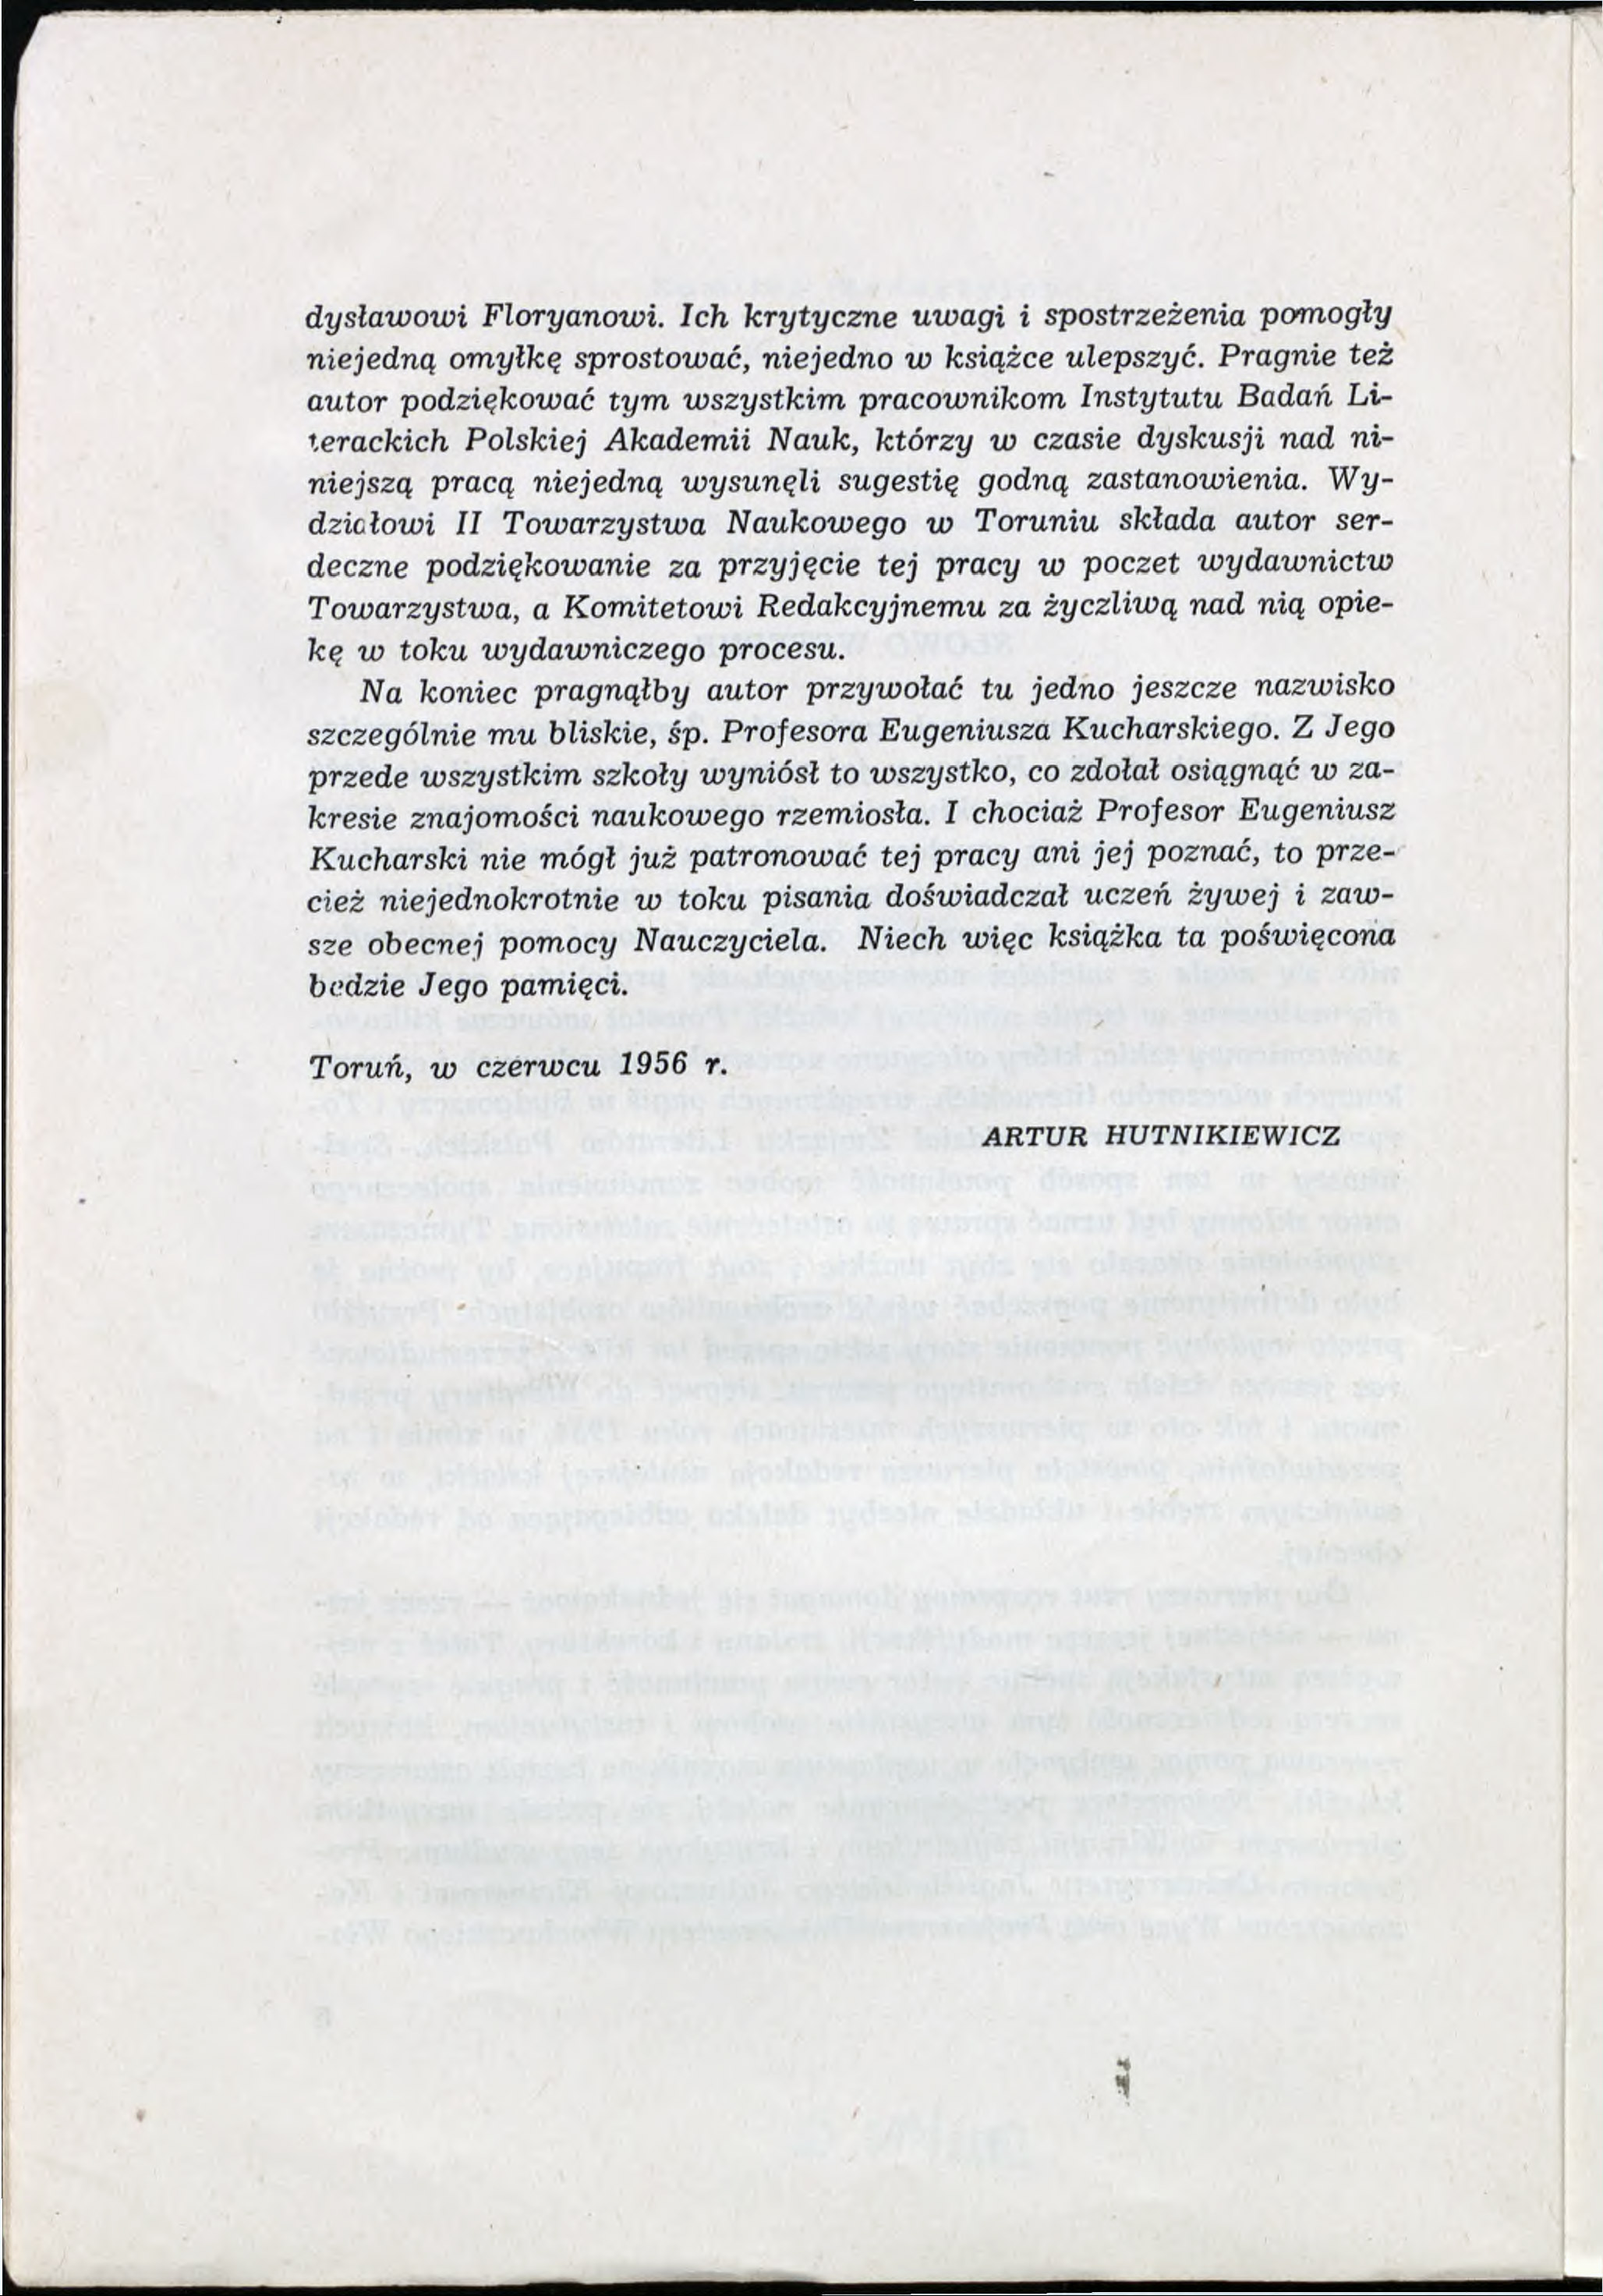 dysławowi Floryanowi. Ich krytyczne uwagi i spostrzeżenia pomogły
niejedną omyłkę sprostować, niejedno w książce ulepszyć. Pragnie też
autor podziękować tym wszystkim pracownikom Instytutu Badań Li-
terackich Polskiej Akademii Nauk, którzy w czasie dyskusji nad ni-
niejszą pracą niejedną wysunęli sugestię godną zastanowienia. Wy-
działowi II Towarzystwa Naukowego w Toruniu składa autor ser-
deczne podziękowanie za przyjęcie tej pracy w poczet wydawnictw
Towarzystwa, a Komitetowi Redakcyjnemu za życzliwą nad nią opie-
kę w toku wydawniczego procesu.
Na koniec pragnąłby autor przywołać tu jedno jeszcze nazwisko
szczególnie mu bliskie, śp. Profesora Eugeniusza Kucharskiego. Z Jego
przede wszystkim szkoły wyniósł to wszystko, co zdołał osiągnąć w za-
kresie znajomości naukowego rzemiosła. I chociaż Profesor Eugeniusz
Kucharski nie mógł już patronować tej pracy ani jej poznać, to prze-
cież niejednokrotnie w toku pisania doświadczał uczeń żywej i zaw-
sze obecnej pomocy Nauczyciela. Niech więc książka ta poświęcona
będzie Jego pamięci.
Toruń, w czerwcu 1956 r.
ARTUR HUTNIKIEWICZ